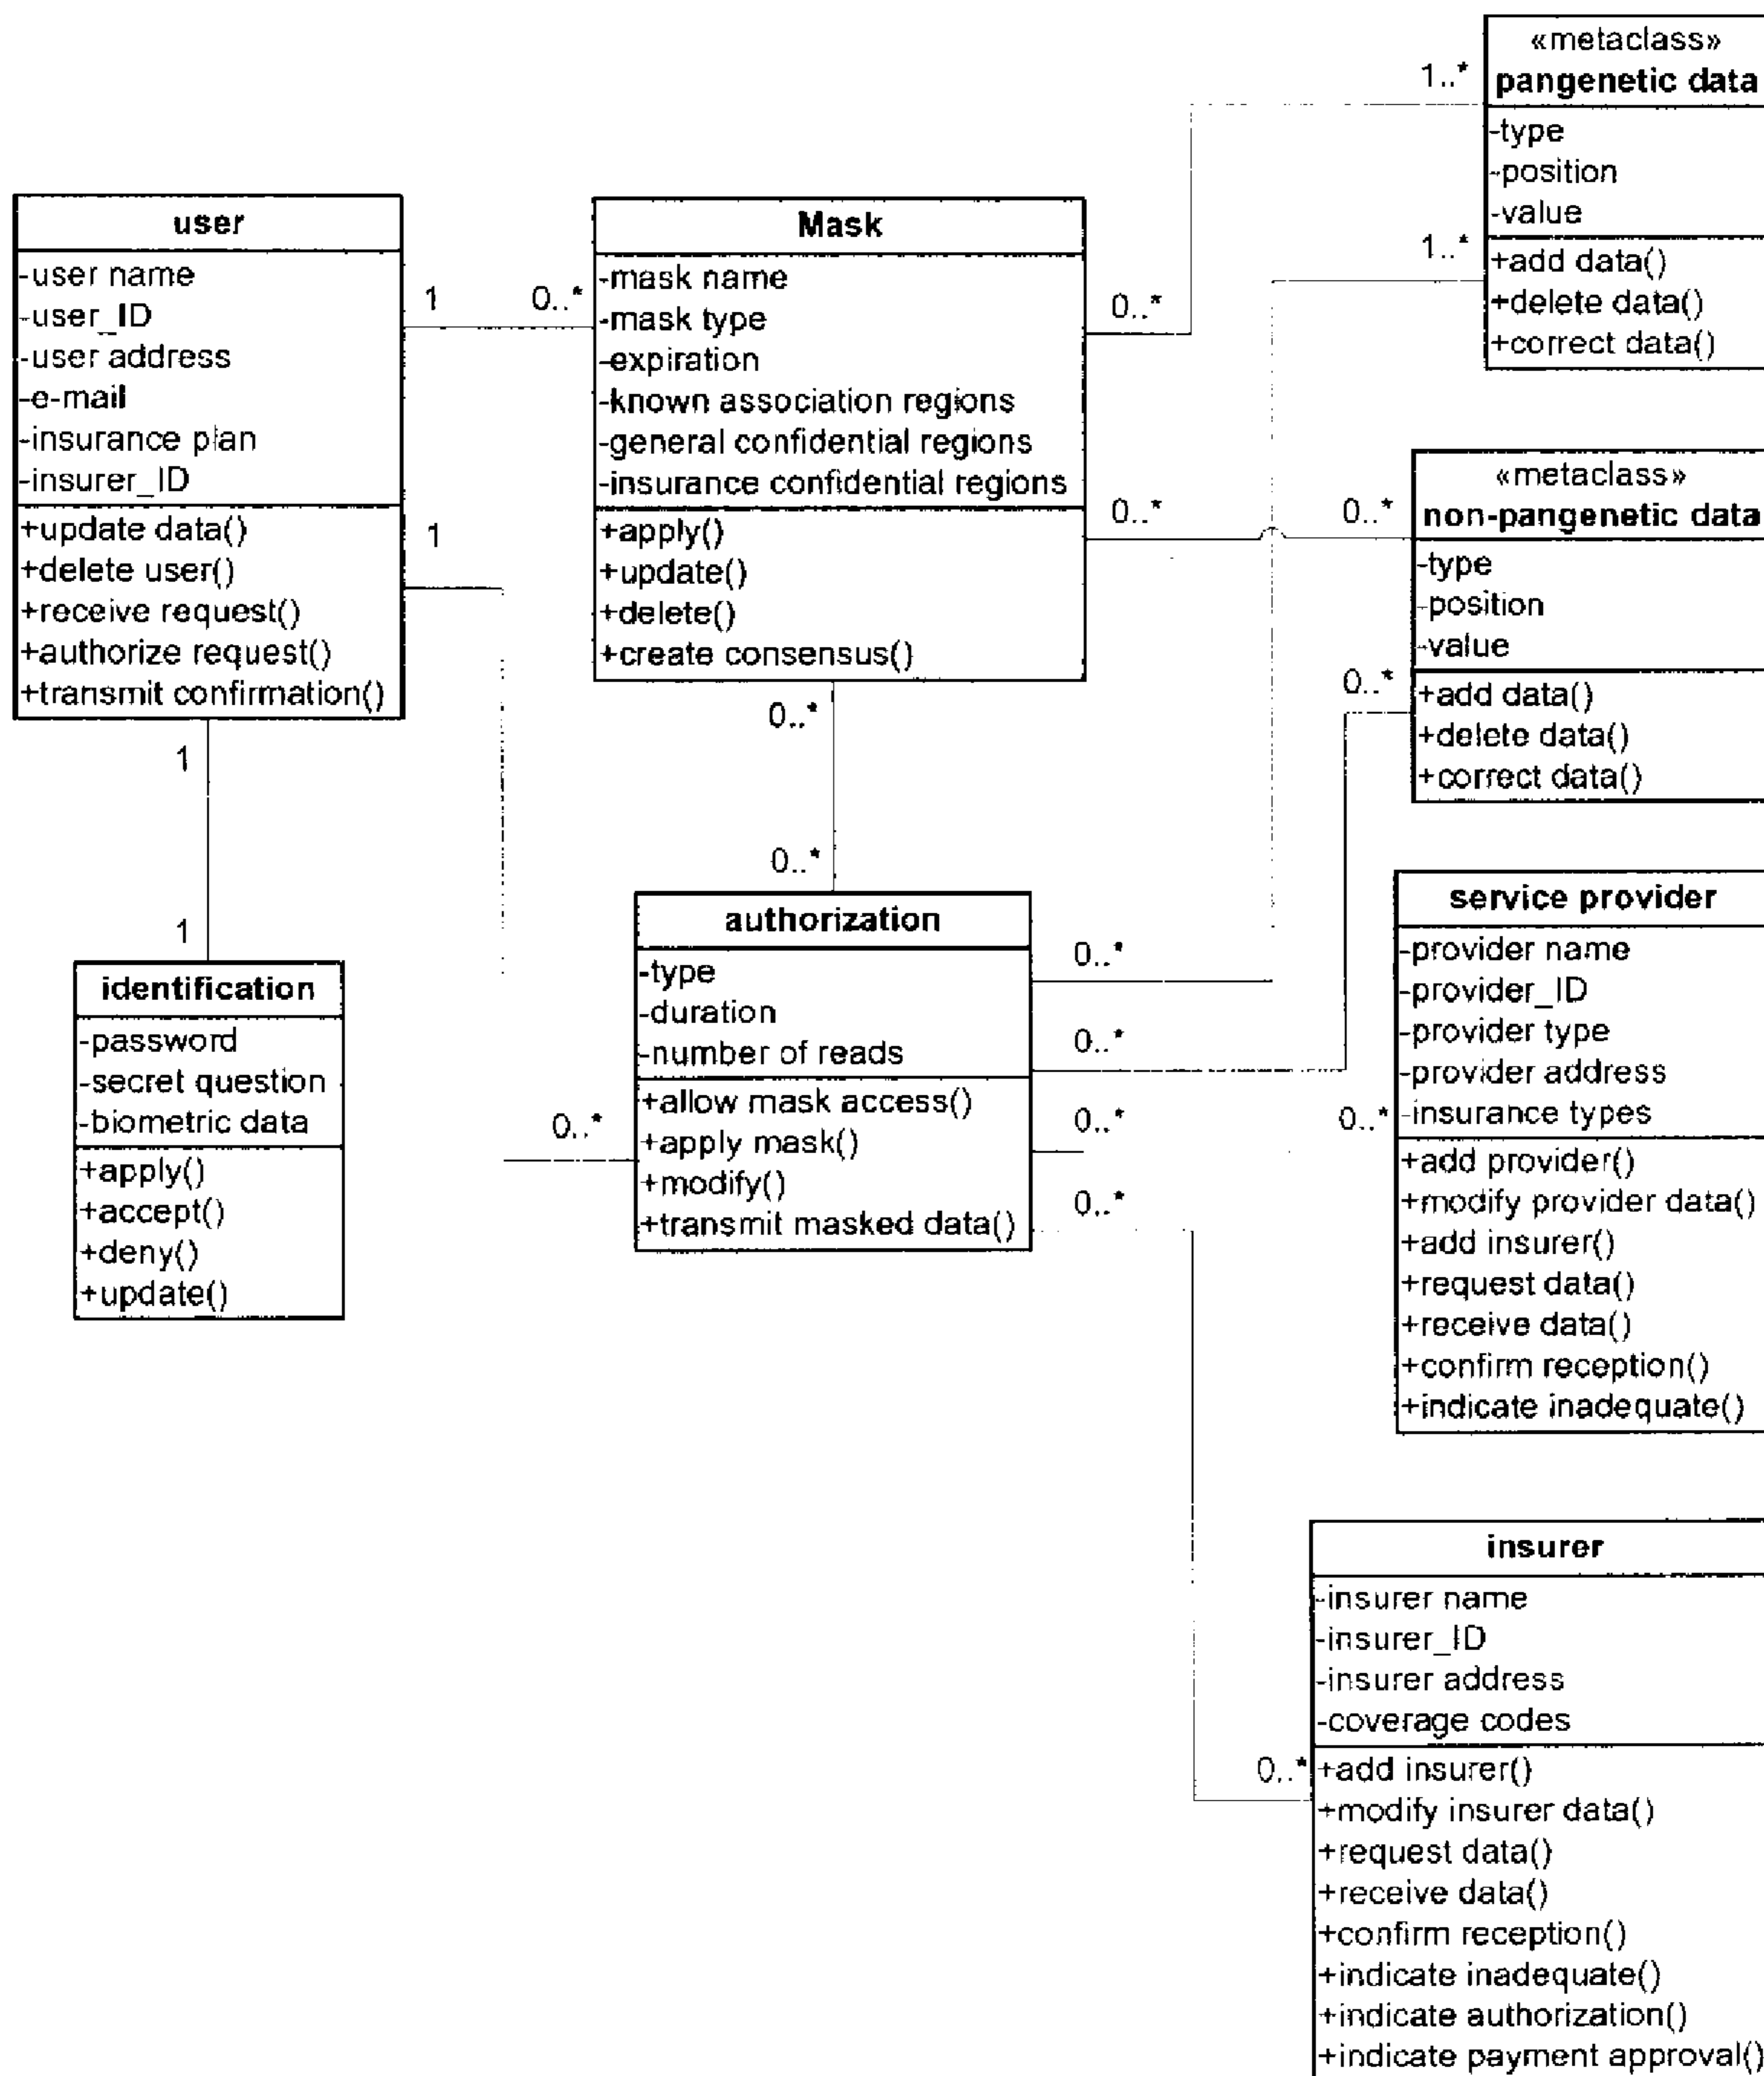 user
-user name
-user_ID
-user address
-e-mail
-insurance plan
-insurer_ID
+update data()
+delete user()
+receive request()
+authorize request()
+transmit confirmation()
1
0..*
1
1
1
identification
-password
-secret question
-biometric data
+apply()
+accept()
+deny()
+update()
Mask
-mask name
-mask type
-expiration
-known association regions
-general confidential regions
-insurance confidential regions
+apply()
+update()
+delete()
+create consensus()
0..*
0..*
0..*
0..*
0..*
authorization
-type
-duration
-number of reads
+allow mask access()
+apply mask()
+modify()
+transmit masked data()
0..*
0..*
0..*
0..*
1..*
1..*
«metaclass»
pangenetic data
-type
-position
-value
+add data()
+delete data()
+correct data()
0..*
0..*
«metaclass»
non-pangenetic data
-type
-position
-value
+add data()
+delete data()
+correct data()
0..*
service provider
-provider name
-provider_ID
-provider type
-provider address
-insurance types
+add provider()
+modify provider data()
+add insurer()
+request data()
+receive data()
+confirm reception()
+indicate inadequate()
0..*
insurer
-insurer name
-insurer_ID
-insurer address
-coverage codes
+add insurer()
+modify insurer data()
+request data()
+receive data()
+confirm reception()
+indicate inadequate()
+indicate authorization()
+indicate payment approval()